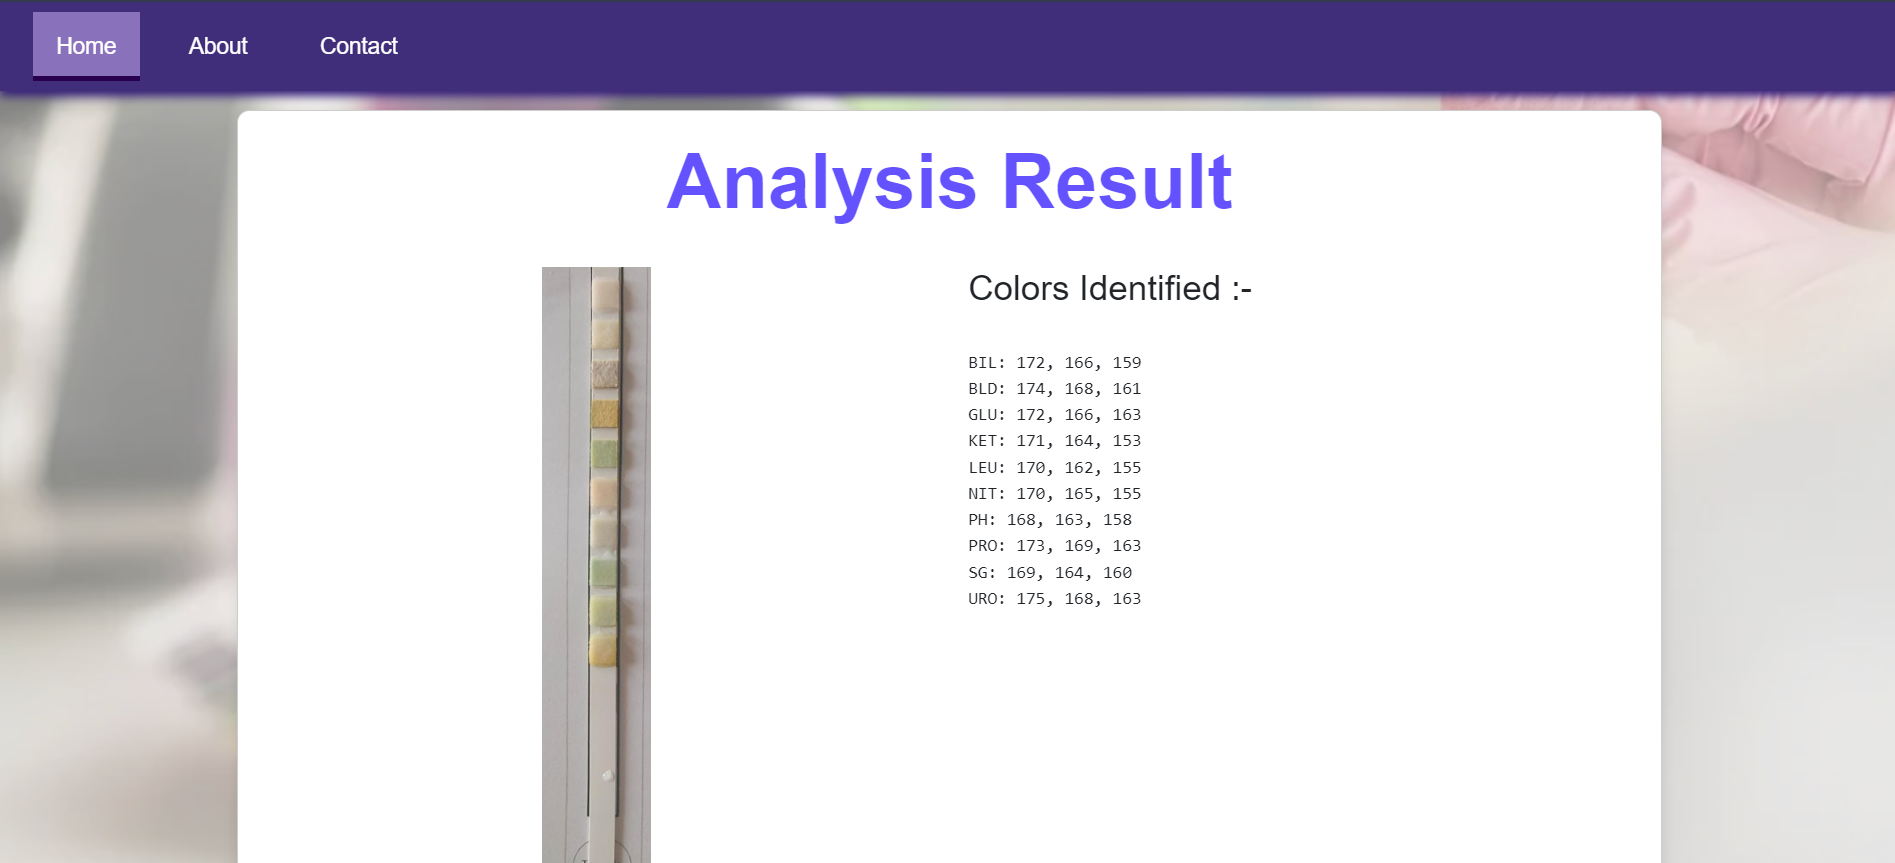 Home About Contact
Analysis Result
Colors Identified :-
BIL: 172, 166, 159
BLD: 174, 168, 161
GLU: 172, 166, 163
KET: 171, 164, 153
LEU: 170, 162, 155
NIT: 170, 165, 155
PH: 168, 163, 158
PRO: 173, 169, 163
SG: 169, 164, 160
URO: 175, 168, 163